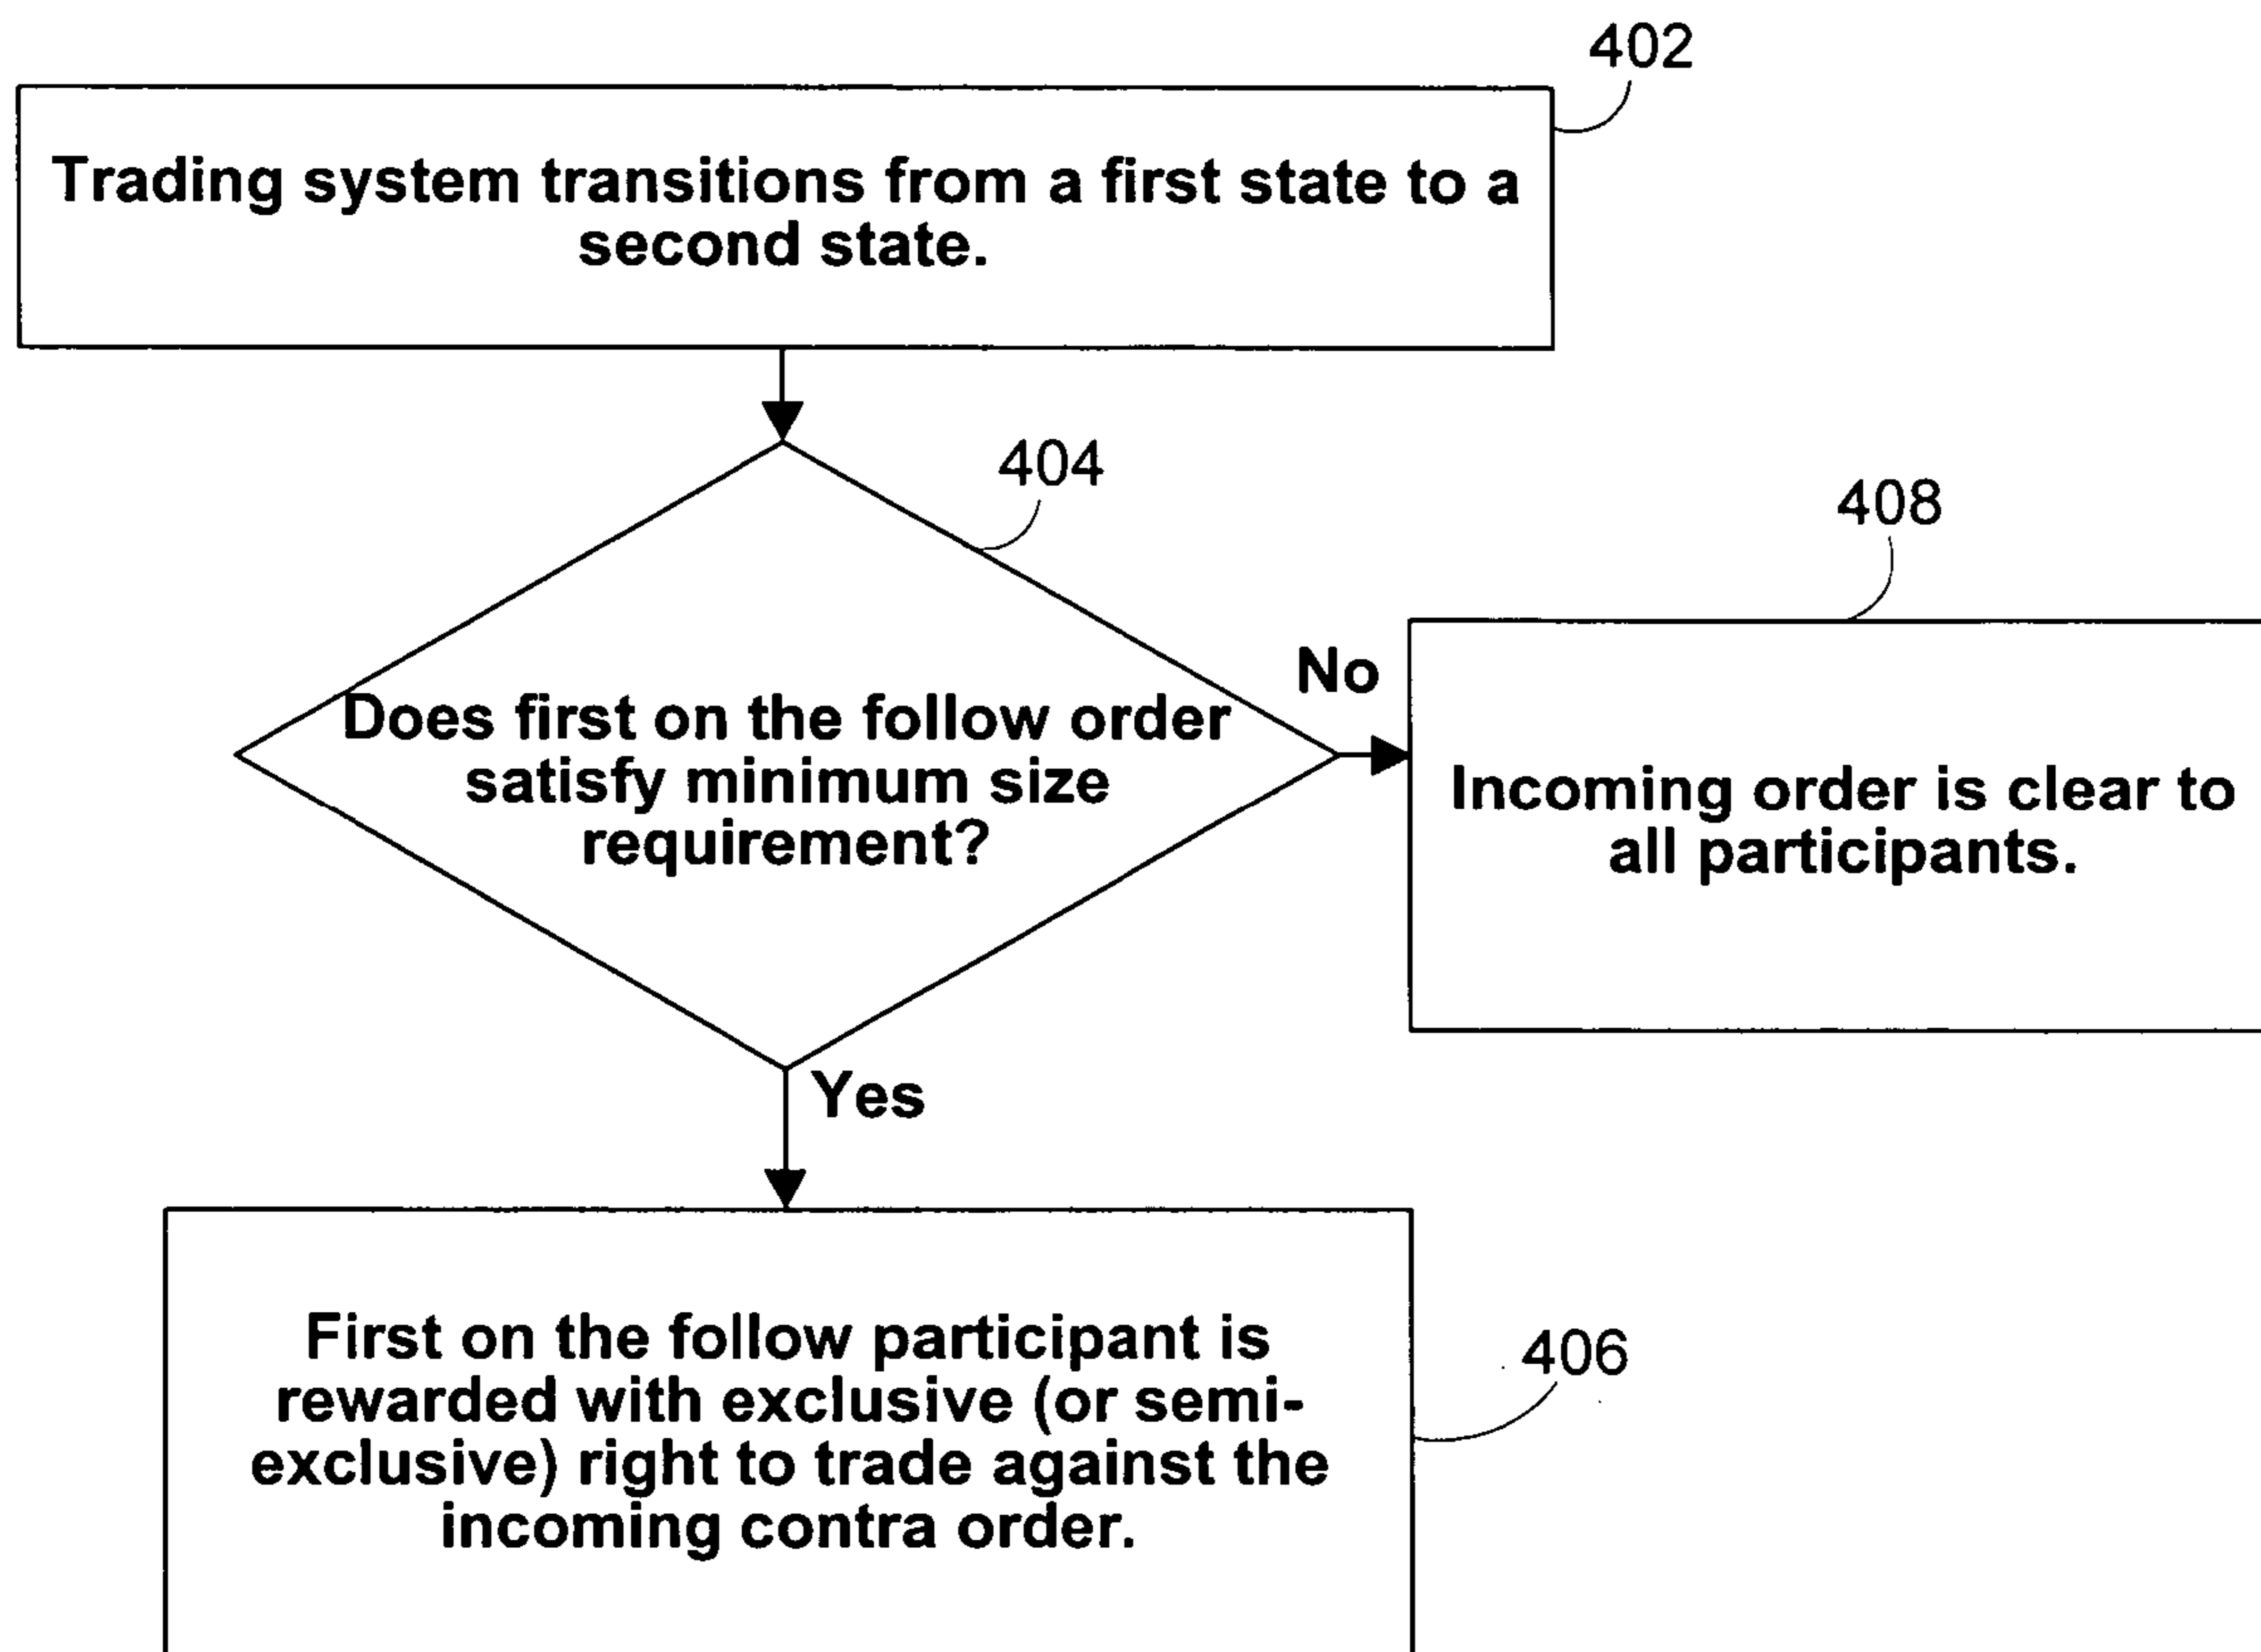 402
Trading system transitions from a first state to a
second state.
404
408
No
Does first on the follow order
satisfy minimum size
requirement?
Incoming order is clear to
all participants.
Yes
First on the follow participant is
rewarded with exclusive (or semi-
exclusive) right to trade against the
incoming contra order.
406